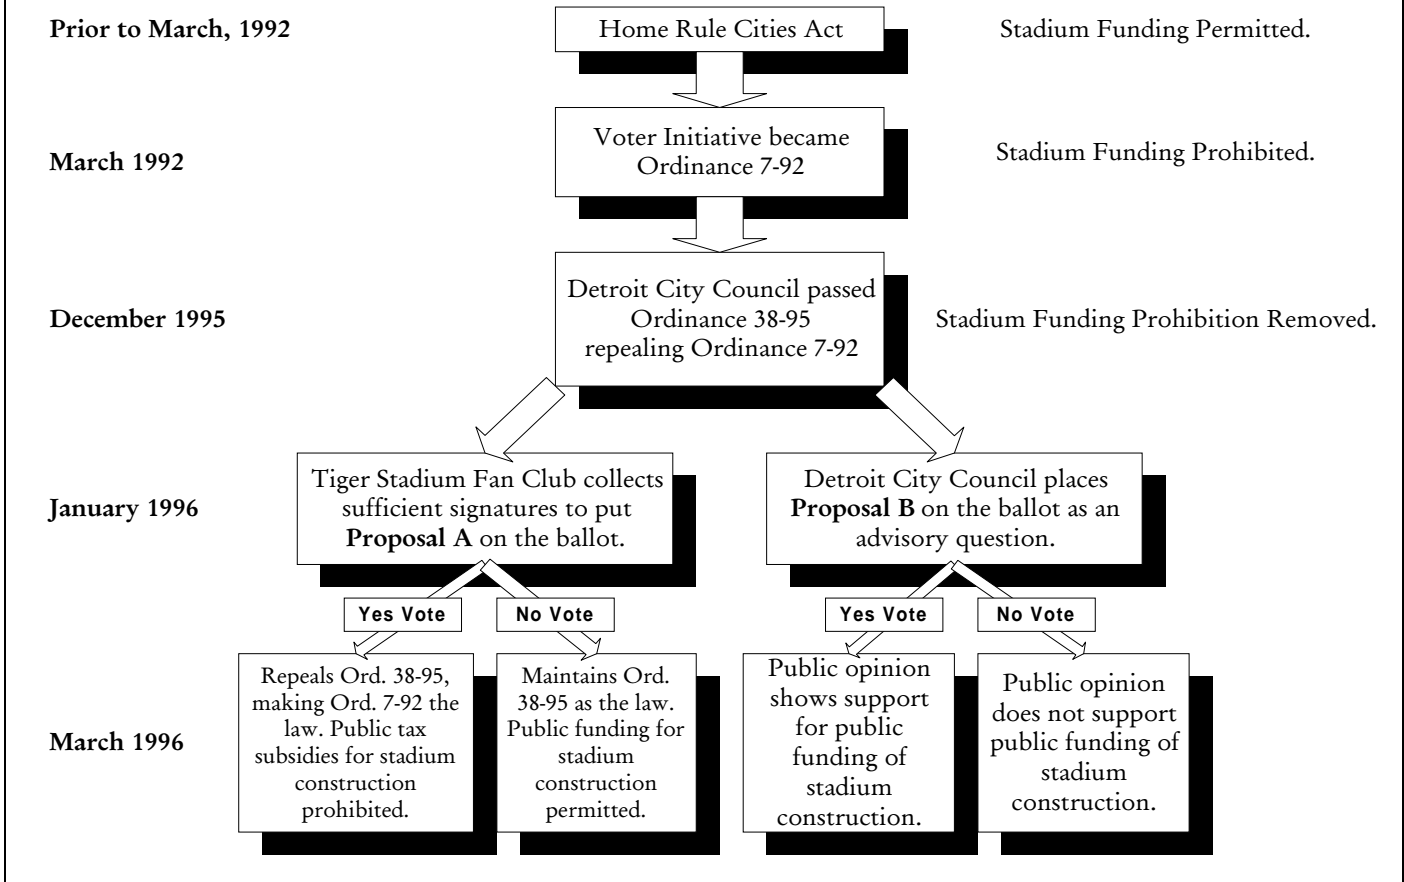 Prior to March, 1992
Home Rule Cities Act
Stadium Funding Permitted.
March 1992
Voter Initiative became
Ordinance 7-92
Stadium Funding Prohibited.
December 1995
Detroit City Council passed
Ordinance 38-95
repealing Ordinance 7-92
Stadium Funding Prohibition Removed.
January 1996
Tiger Stadium Fan Club collects
sufficient signatures to put
Proposal A on the ballot.
Detroit City Council places
Proposal B on the ballot as an
advisory question.
Yes Vote
No Vote
Yes Vote
No Vote
March 1996
Repeals Ord. 38-95,
making Ord. 7-92 the
law. Public tax
subsidies for stadium
construction
prohibited.
Maintains Ord.
38-95 as the law.
Public funding for
stadium
construction
permitted.
Public opinion
shows support
for public
funding of
stadium
construction.
Public opinion
does not support
public funding of
stadium
construction.